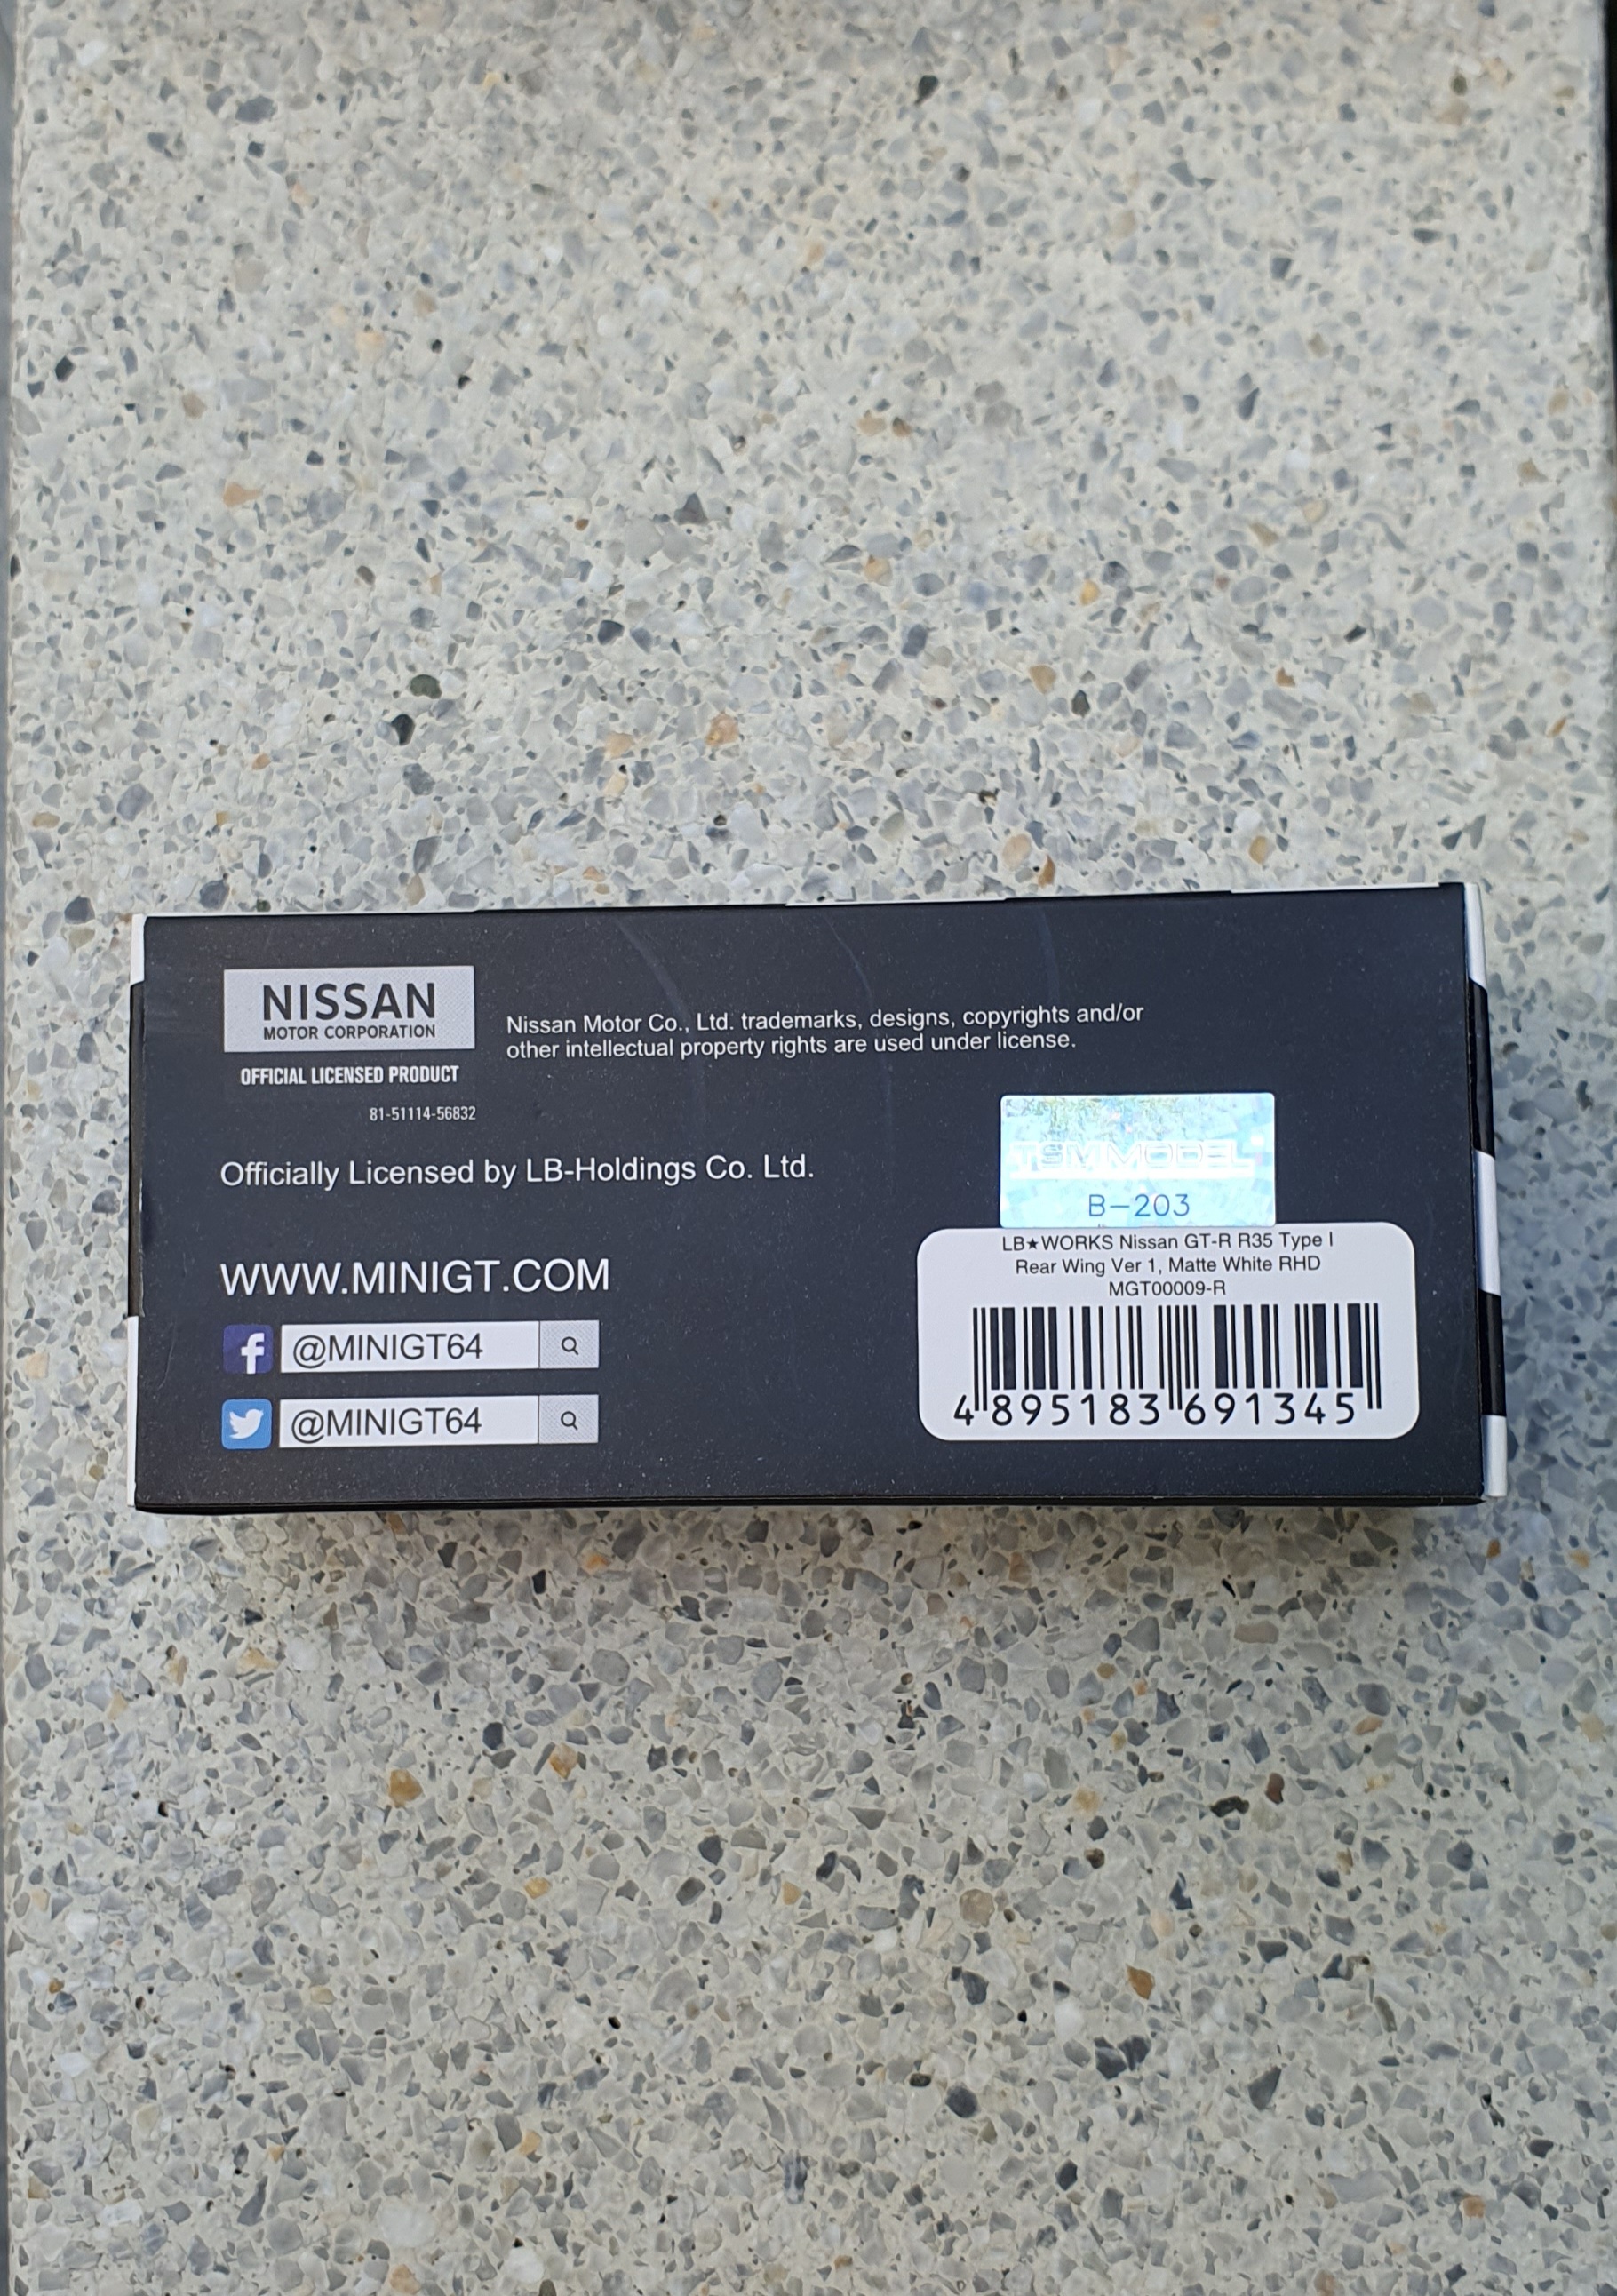 NISSAN
MOTOR CORPORATION
OFFICIAL LICENSED PRODUCT
81-51114-56832
Nissan Motor Co., Ltd. trademarks, designs, copyrights and/or
other intellectual property rights are used under license.
Officially Licensed by LB-Holdings Co. Ltd.
WWW.MINIGT.COM
f @MINIGT64
@MINIGT64
TSM MODEL
B-203
LB★WORKS Nissan GT-R R35 Type I
Rear Wing Ver 1, Matte White RHD
MGT00009-R
4 895183 691345